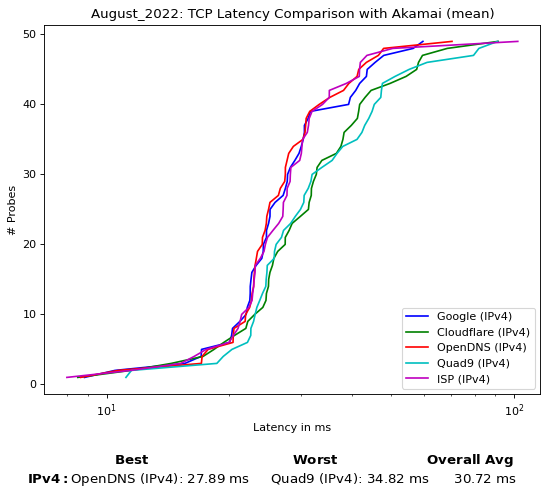 August_2022: TCP Latency Comparison with Akamai (mean)
50
40
30
20
10
0
# Probes
10¹
10²
Latency in ms
Google (IPv4)
Cloudflare (IPv4)
OpenDNS (IPv4)
Quad9 (IPv4)
ISP (IPv4)
Best Worst Overall Avg
IPv4: OpenDNS (IPv4): 27.89 ms Quad9 (IPv4): 34.82 ms 30.72 ms